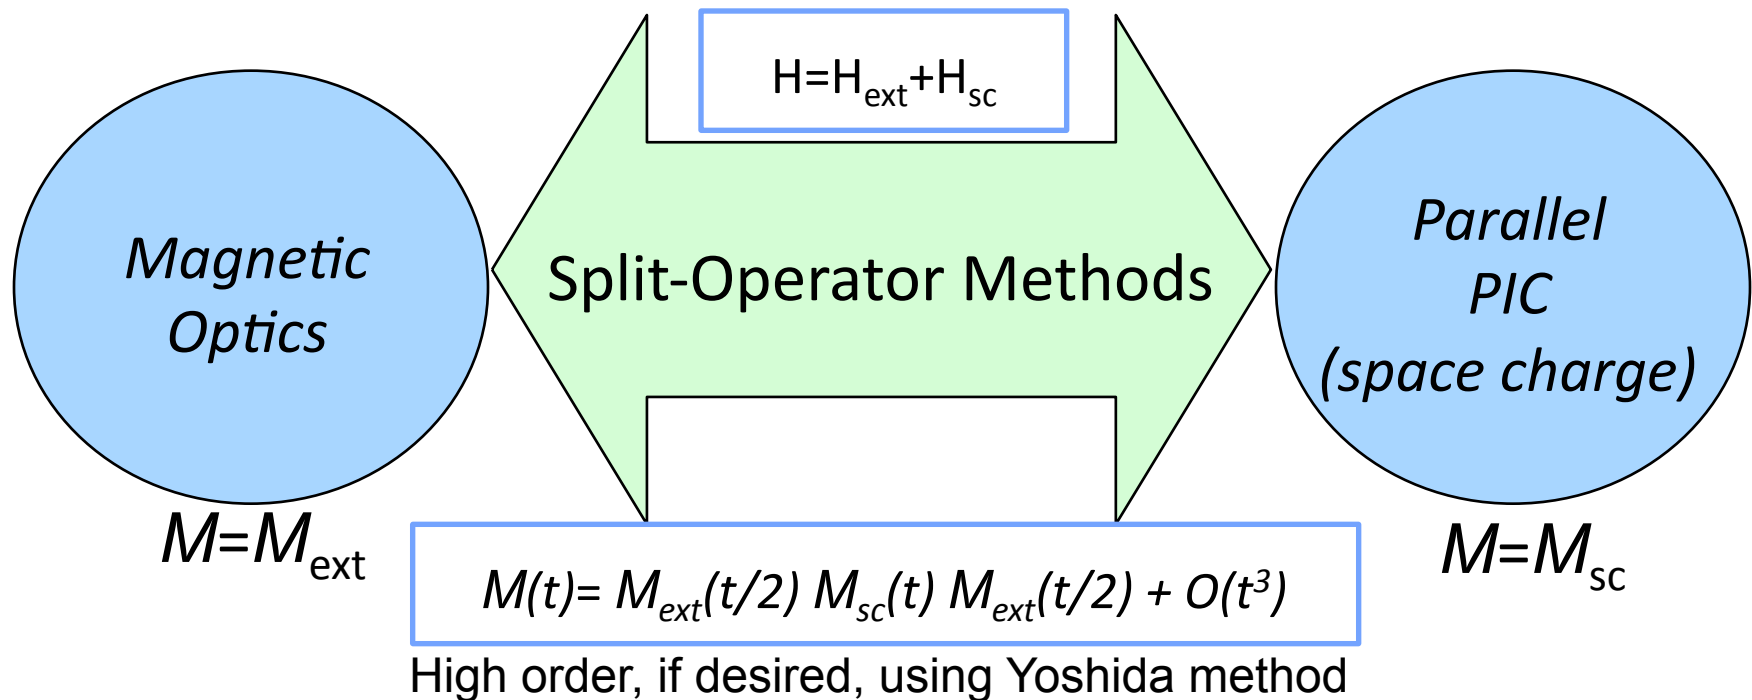 H=H_ext+H_sc
Magnetic
Optics
Split-Operator Methods
Parallel
PIC
(space charge)
M=M_ext
M=M_sc
M(t)= M_ext(t/2) M_sc(t) M_ext(t/2) + O(t³)
High order, if desired, using Yoshida method